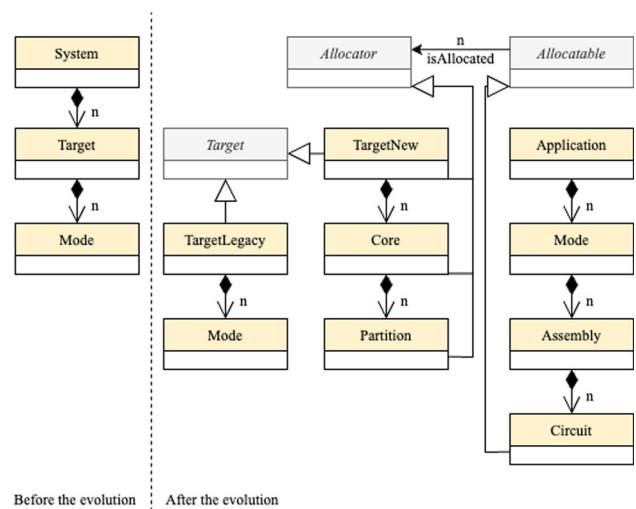 System
n
Target
n
Mode
Allocator
n
isAllocated
Allocatable
Target
TargetNew
Application
n
n
TargetLegacy
Core
Mode
n
n
n
Mode
Partition
Assembly
n
Circuit
Before the evolution
After the evolution